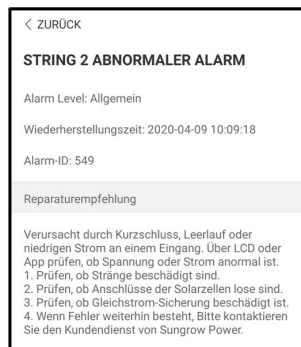 < ZURÜCK
STRING 2 ABNORMALER ALARM
Alarm Level: Allgemein
Wiederherstellungszeit: 2020-04-09 10:09:18
Alarm-ID: 549
Reparaturempfehlung
Verursacht durch Kurzschluss, Leerlauf oder
niedrigen Strom an einem Eingang. Über LCD oder
App prüfen, ob Spannung oder Strom anormal ist.
1. Prüfen, ob Stränge beschädigt sind.
2. Prüfen, ob Anschlüsse der Solarzellen lose sind.
3. Prüfen, ob Gleichstrom-Sicherung beschädigt ist.
4. Wenn Fehler weiterhin besteht, Bitte kontaktieren
Sie den Kundendienst von Sungrow Power.